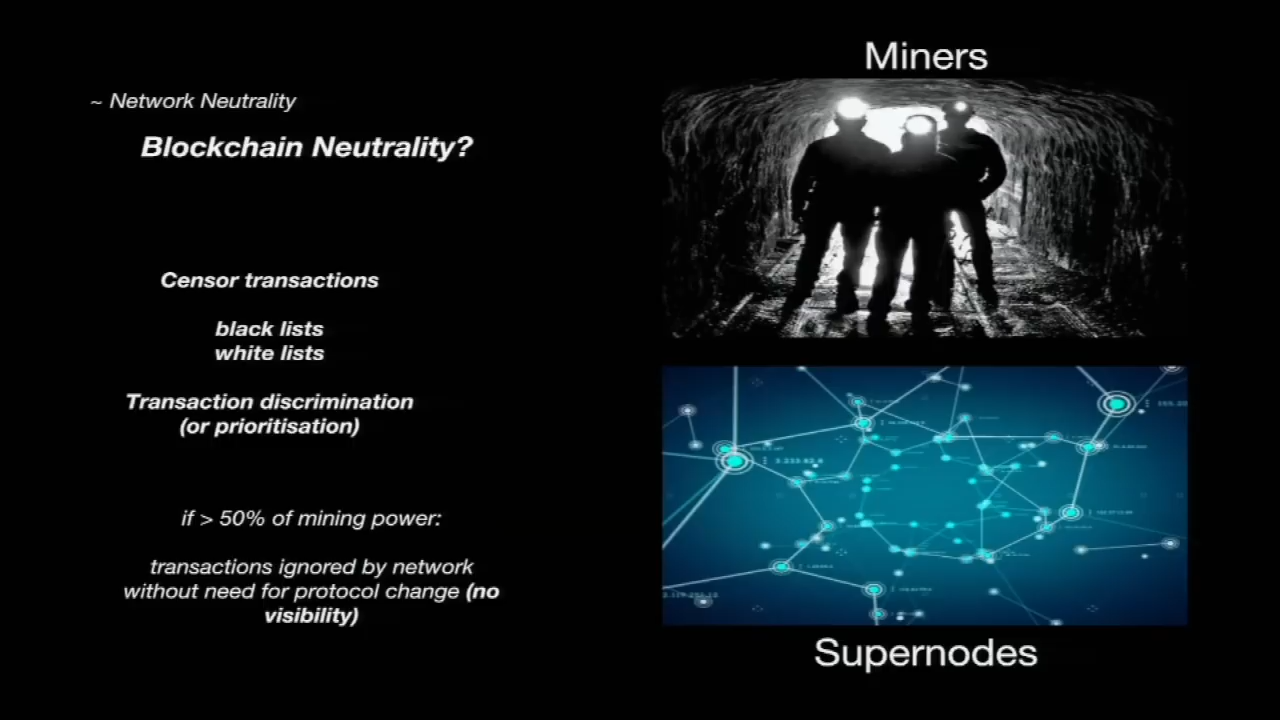 ~ Network Neutrality
Blockchain Neutrality?
Censor transactions
black lists
white lists
Transaction discrimination
(or prioritisation)
if > 50% of mining power:
transactions ignored by network
without need for protocol change (no
visibility)
Miners
Supernodes